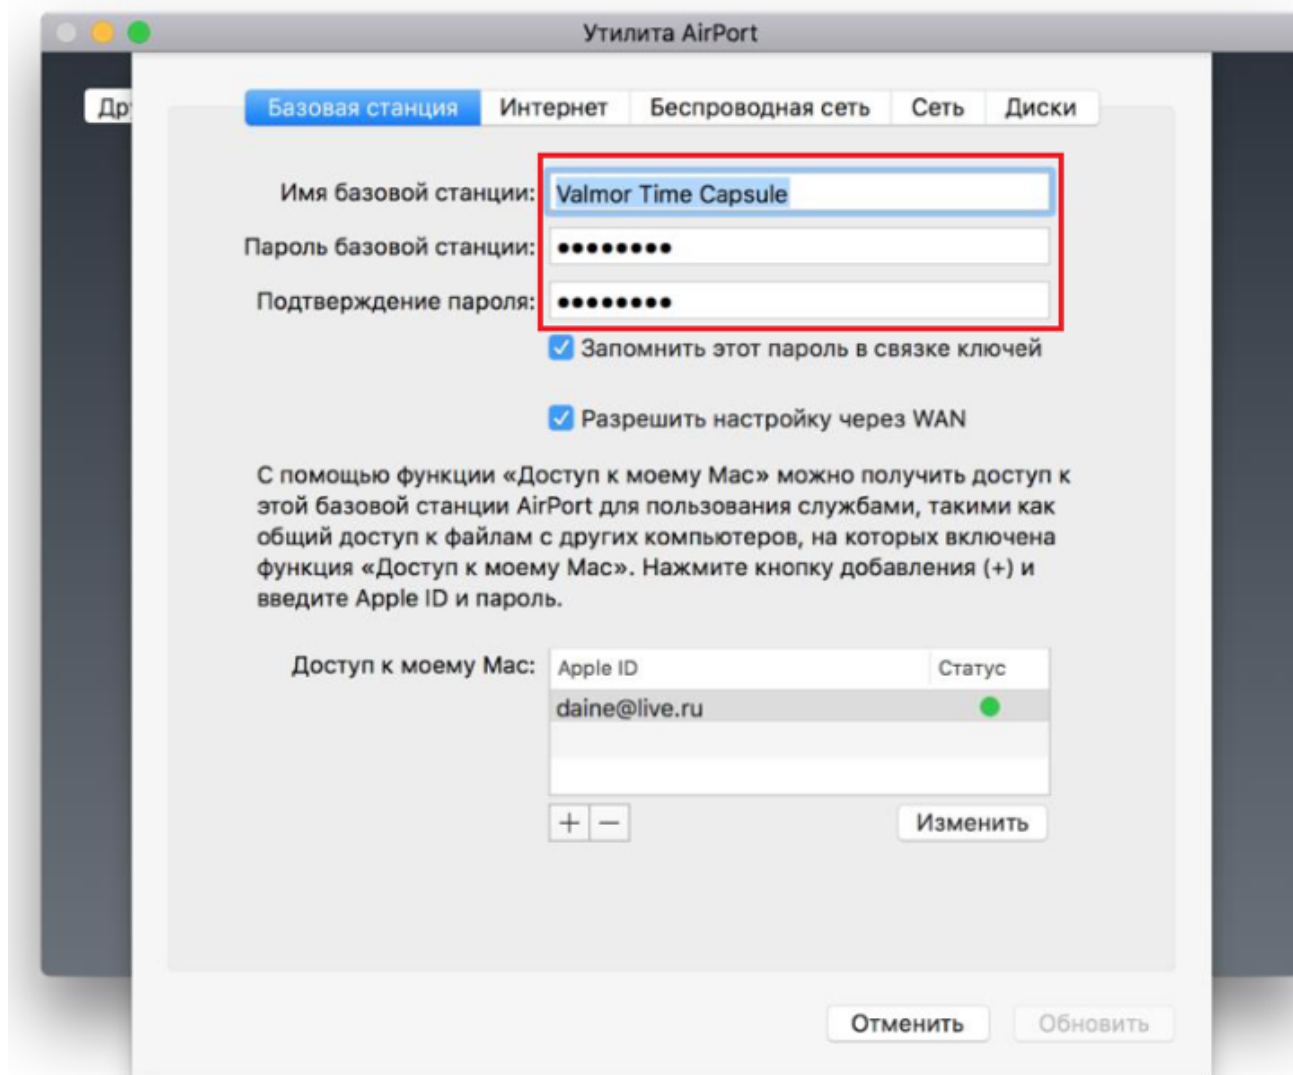 Утилита AirPort
Др
Базовая станция Интернет Беспроводная сеть Сеть Диски
Имя базовой станции: Valmor Time Capsule
Пароль базовой станции: ••••••••
Подтверждение пароля: ••••••••
Запомнить этот пароль в связке ключей
Разрешить настройку через WAN
С помощью функции «Доступ к моему Mac» можно получить доступ к
этой базовой станции AirPort для пользования службами, такими как
общий доступ к файлам с других компьютеров, на которых включена
функция «Доступ к моему Mac». Нажмите кнопку добавления (+) и
введите Apple ID и пароль.
Доступ к моему Mac: Apple ID Статус
daine@live.ru
+ −
Изменить
Отменить Обновить